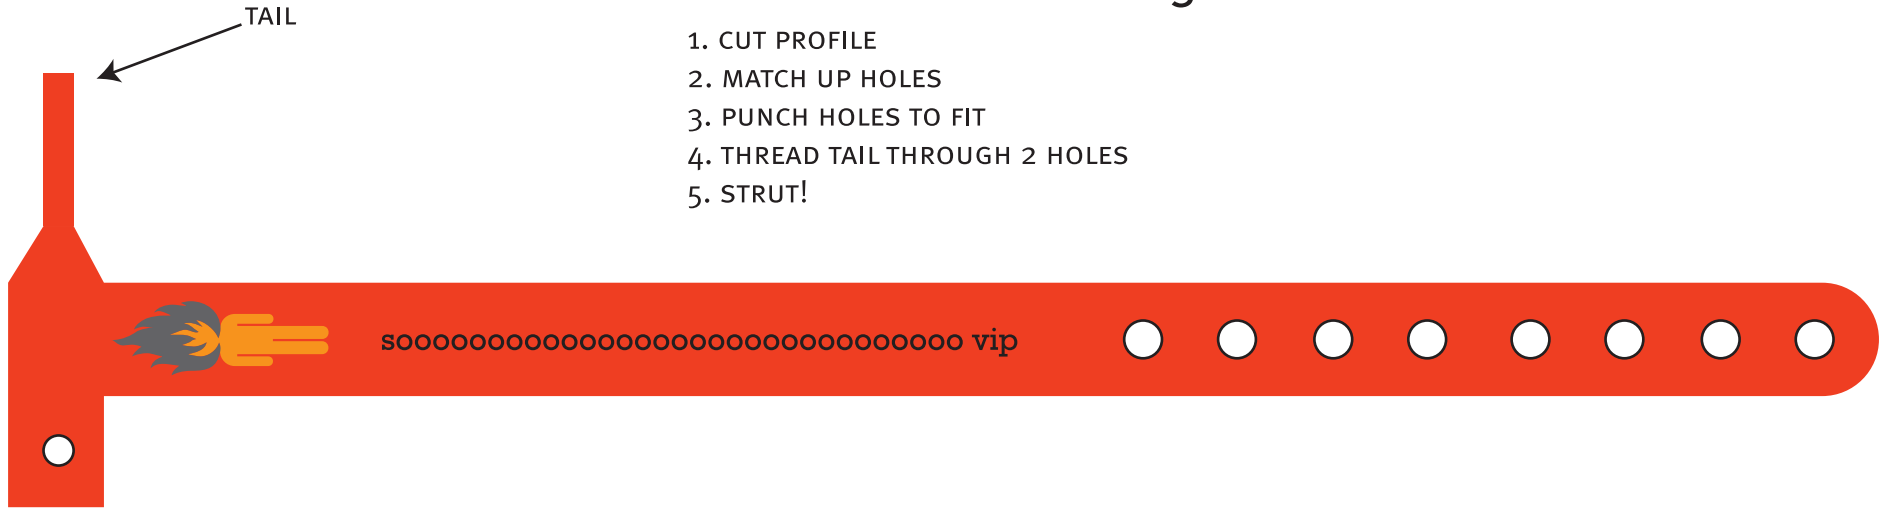 TAIL
1. CUT PROFILE
2. MATCH UP HOLES
3. PUNCH HOLES TO FIT
4. THREAD TAIL THROUGH 2 HOLES
5. STRUT!
sooooooooooooooooooooooooooooooo vip